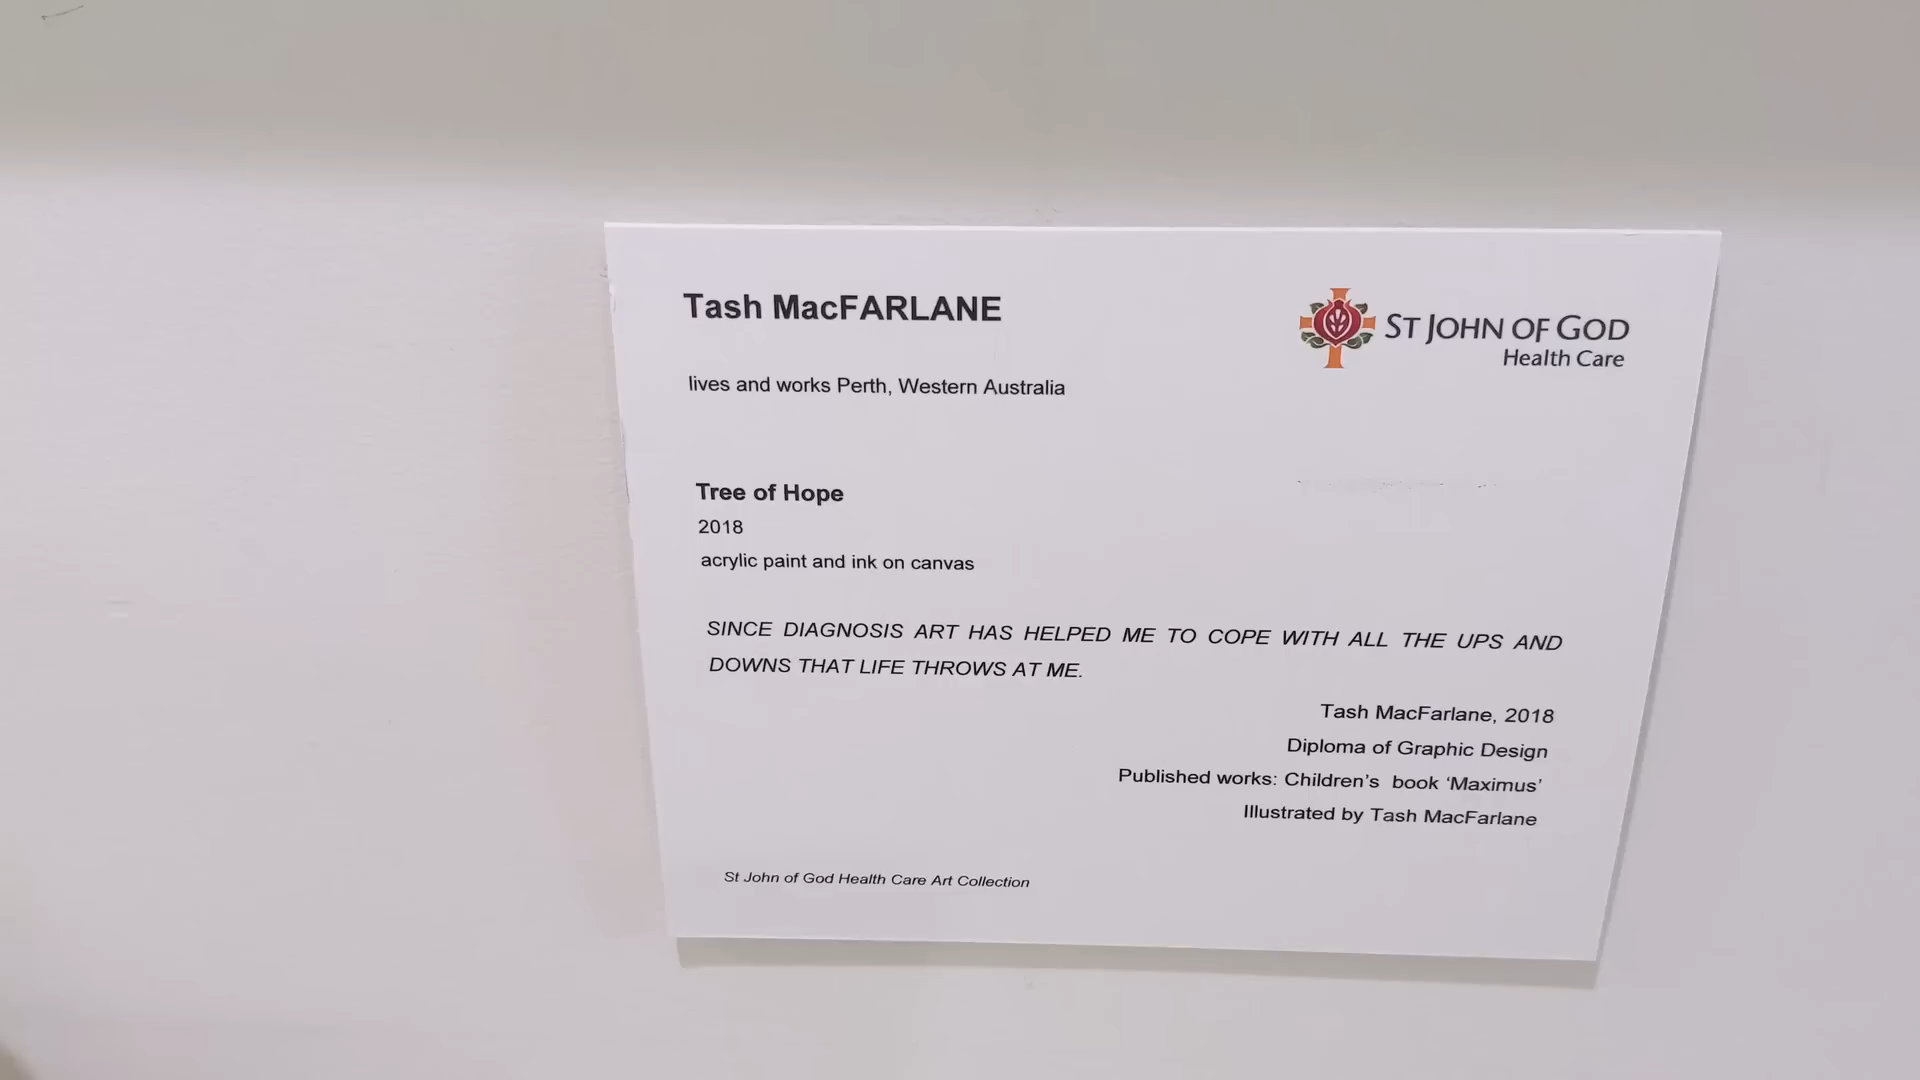 Tash MacFARLANE
ST JOHN OF GOD
Health Care
lives and works Perth, Western Australia
Tree of Hope
2018
acrylic paint and ink on canvas
SINCE DIAGNOSIS ART HAS HELPED ME TO COPE WITH ALL THE UPS AND
DOWNS THAT LIFE THROWS AT ME.
Tash MacFarlane, 2018
Diploma of Graphic Design
Published works: Children's book 'Maximus'
Illustrated by Tash MacFarlane
St John of God Health Care Art Collection